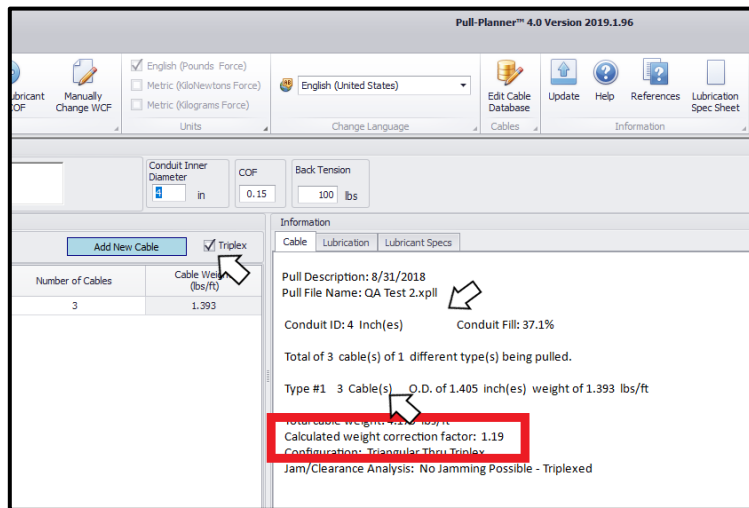 Pull-Planner™ 4.0 Version 2019.1.96
Manually
Change WCF
English (Pounds Force)
Metric (KiloNewtons Force)
Metric (Kilograms Force)
Units
English (United States)
Change Language
Edit Cable
Database
Cables
Update
Help
References
Lubrication
Spec Sheet
Information
Conduit Inner
Diameter
4 in
COF
0.15
Back Tension
100 lbs
Add New Cable
Triplex
Number of Cables
Cable Weight
(lbs/ft)
3
1.393
Information
Cable
Lubrication
Lubricant Specs
Pull Description: 8/31/2018
Pull File Name: QA Test 2.xpll
Conduit ID: 4 Inch(es) Conduit Fill: 37.1%
Total of 3 cable(s) of 1 different type(s) being pulled.
Type #1 3 Cable(s) O.D. of 1.405 inch(es) weight of 1.393 lbs/ft
Total cable weight:
Calculated weight correction factor: 1.19
Configuration: Triangular Thru Triplex
Jam/Clearance Analysis: No Jamming Possible - Triplexed